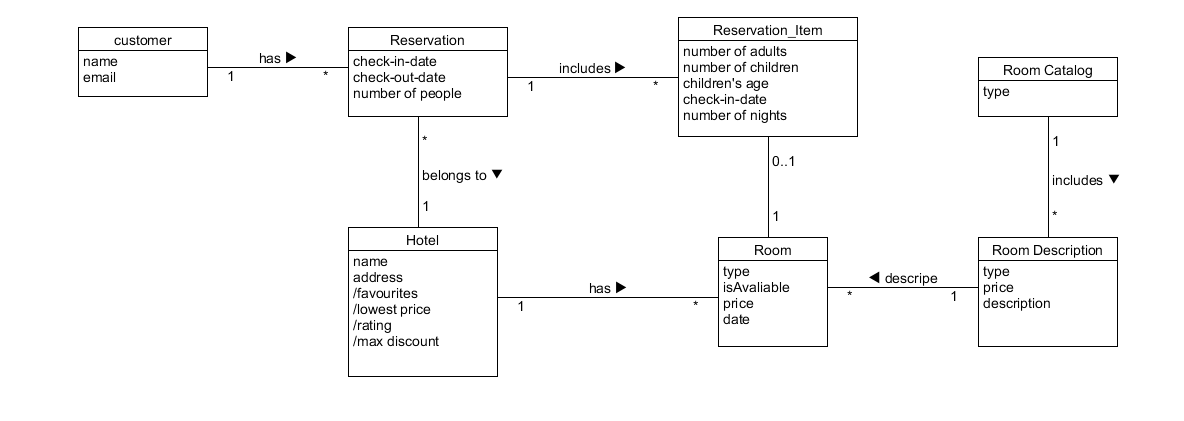 customer
name
email
has ▶
1
*
Reservation
check-in-date
check-out-date
number of people
includes ▶
1
*
Reservation_Item
number of adults
number of children
children's age
check-in-date
number of nights
Room Catalog
type
*
belongs to ▼
1
0..1
1
1
includes ▼
*
Hotel
name
address
/favourites
/lowest price
/rating
/max discount
has ▶
1
*
Room
type
isAvaliable
price
date
◀ descripe
*
1
Room Description
type
price
description